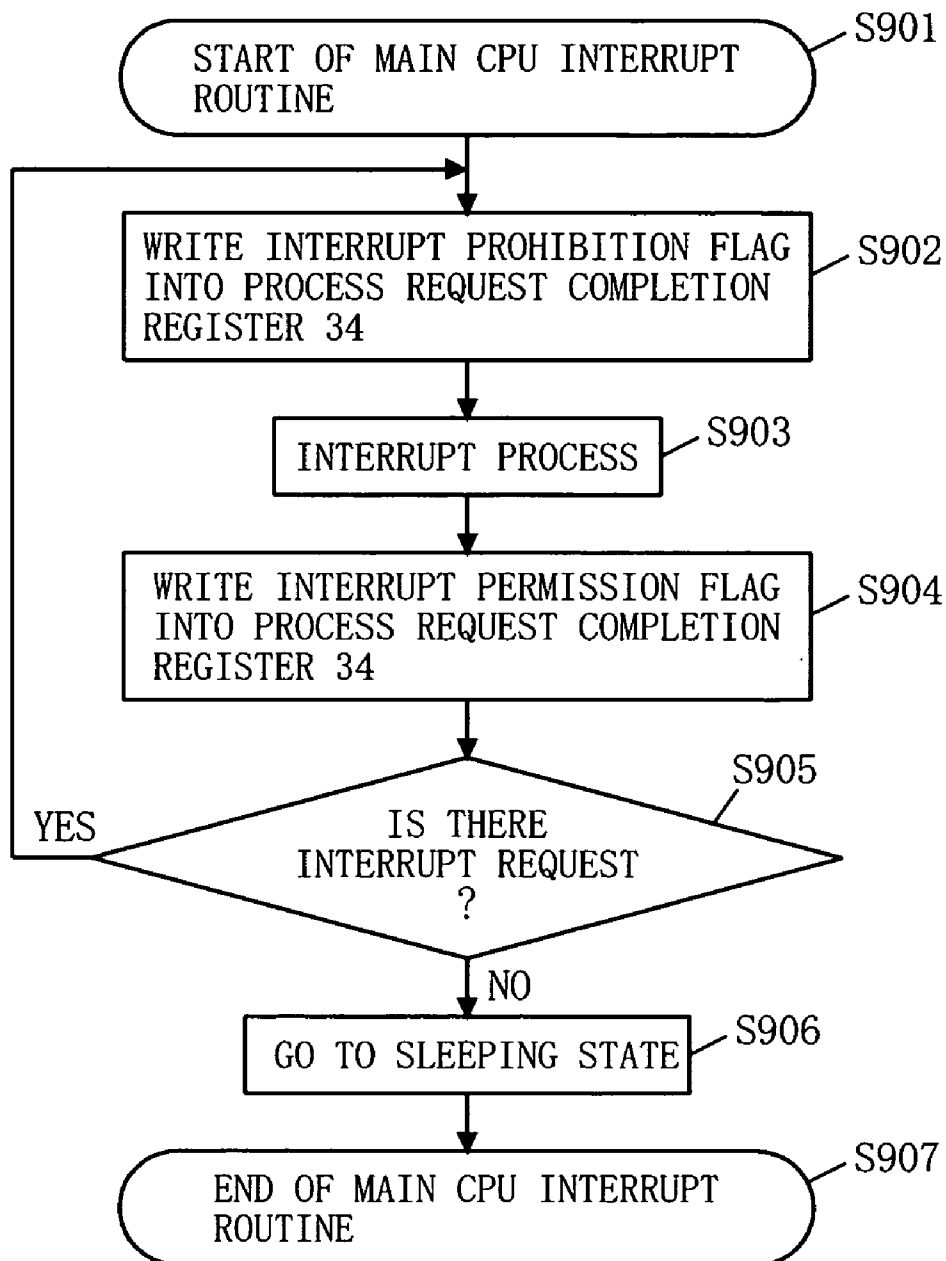 START OF MAIN CPU INTERRUPT
ROUTINE
S901
WRITE INTERRUPT PROHIBITION FLAG
INTO PROCESS REQUEST COMPLETION
REGISTER 34
S902
INTERRUPT PROCESS
S903
WRITE INTERRUPT PERMISSION FLAG
INTO PROCESS REQUEST COMPLETION
REGISTER 34
S904
IS THERE
INTERRUPT REQUEST
?
S905
YES
NO
GO TO SLEEPING STATE
S906
END OF MAIN CPU INTERRUPT
ROUTINE
S907